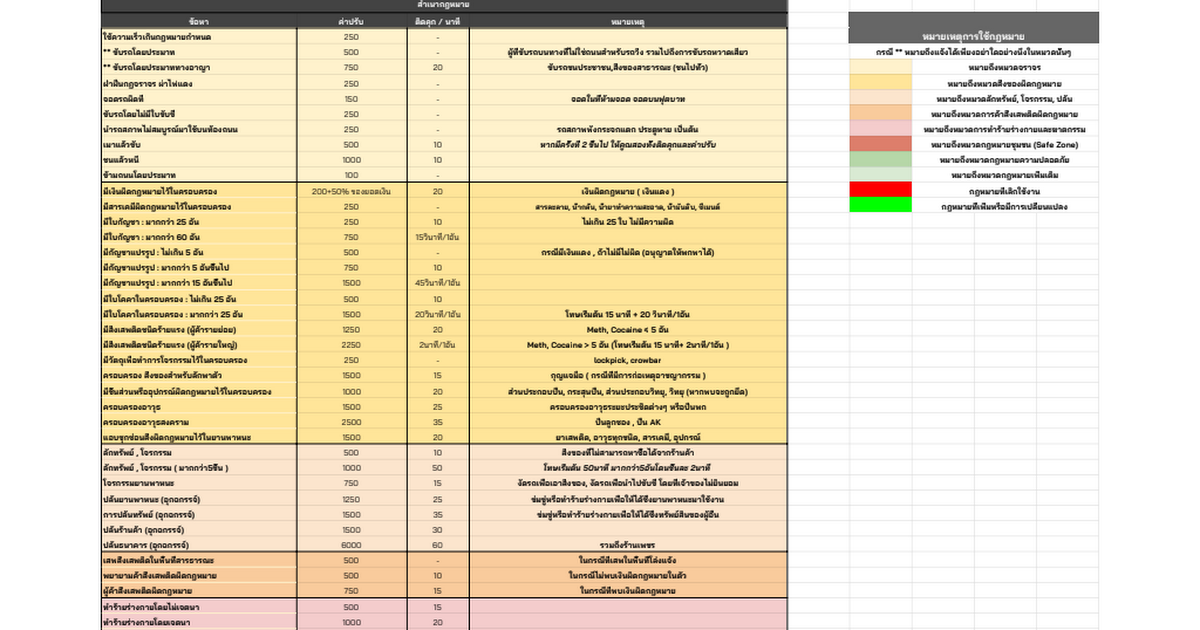 สำเนากฎหมาย
ข้อหา ค่าปรับ ติดคุก / นาที หมายเหตุ
ใช้ความเร็วเกินกฎหมายกำหนด 250 -
** ขับรถโดยประมาท 500 - ผู้ที่ขับรถบนทางที่ไม่ใช่ถนนสำหรับรถวิ่ง รวมไปถึงการขับรถหวาดเสียว
** ขับรถโดยประมาททางอาญา 750 20 ขับรถชนประชาชน,สิ่งของสาธารณะ (ชนไปทั่ว)
ฝ่าฝืนกฎจราจร ผ่าไฟแดง 250 -
จอดรถผิดที่ 150 - จอดในที่ห้ามจอด จอดบนฟุตบาท
ขับรถโดยไม่มีใบขับขี่ 250 -
นำรถสภาพไม่สมบูรณ์มาใช้บนท้องถนน 250 - รถสภาพพังกระจกแตก ประตูหาย เป็นต้น
เมาแล้วขับ 500 10 หากมีครั้งที่ 2 ขึ้นไป ให้คูณสองทั้งติดคุกและค่าปรับ
ชนแล้วหนี 1000 10
ข้ามถนนโดยประมาท 100 -
มีเงินผิดกฎหมายไว้ในครอบครอง 200+50% ของยอดเงิน 20 เงินผิดกฎหมาย ( เงินแดง )
มีสารเคมีผิดกฎหมายไว้ในครอบครอง 250 - สารละลาย, น้ำกลั่น, น้ำยาทำความสะอาด, น้ำมันดิบ, ซีเมนต์
มีใบกัญชา : มากกว่า 25 อัน 250 10 ไม่เกิน 25 ใบ ไม่มีความผิด
มีใบกัญชา : มากกว่า 60 อัน 750 15วินาที/1อัน
มีกัญชาแปรรูป : ไม่เกิน 5 อัน 500 - กรณีมีเงินแดง , ถ้าไม่มีไม่ผิด (อนุญาตให้พกพาได้)
มีกัญชาแปรรูป : มากกว่า 5 อันขึ้นไป 750 10
มีกัญชาแปรรูป : มากกว่า 15 อันขึ้นไป 1500 45วินาที/1อัน
มีใบโคคาในครอบครอง : ไม่เกิน 25 อัน 500 10
มีใบโคคาในครอบครอง : มากกว่า 25 อัน 1500 20วินาที/1อัน โทษเริ่มต้น 15 นาที + 20 วินาที/1อัน
มีสิ่งเสพติดชนิดร้ายแรง (ผู้ค้ารายย่อย) 1250 20 Meth, Cocaine < 5 อัน
มีสิ่งเสพติดชนิดร้ายแรง (ผู้ค้ารายใหญ่) 2250 2นาที/1อัน Meth, Cocaine > 5 อัน (โทษเริ่มต้น 15 นาที+ 2นาที/1อัน )
มีวัตถุเพื่อทำการโจรกรรมไว้ในครอบครอง 250 - lockpick, crowbar
ครอบครอง สิ่งของสำหรับลักพาตัว 1500 15 กุญแจมือ ( กรณีที่มีการก่อเหตุอาชญากรรม )
มีชิ้นส่วนหรืออุปกรณ์ผิดกฎหมายไว้ในครอบครอง 1000 20 ส่วนประกอบปืน, กระสุนปืน, ส่วนประกอบวิทยุ, วิทยุ (หากพบจะถูกยึด)
ครอบครองอาวุธ 1500 25 ครอบครองอาวุธระยะประชิดต่างๆ หรือปืนพก
ครอบครองอาวุธสงคราม 2500 35 ปืนลูกซอง , ปืน AK
แอบซุกซ่อนสิ่งผิดกฎหมายไว้ในยานพาหนะ 1500 20 ยาเสพติด, อาวุธทุกชนิด, สารเคมี, อุปกรณ์
ลักทรัพย์ , โจรกรรม 500 10 สิ่งของที่ไม่สามารถหาซื้อได้จากร้านค้า
ลักทรัพย์ , โจรกรรม ( มากกว่า5ชิ้น ) 1000 50 โทษเริ่มต้น 50นาที มากกว่า5อันโดนชิ้นละ 2นาที
โจรกรรมยานพาหนะ 750 15 งัดรถเพื่อเอาสิ่งของ, งัดรถเพื่อนำไปขับขี่ โดยที่เจ้าของไม่ยินยอม
ปล้นยานพาหนะ (อุกฉกรรจ์) 1250 25 ข่มขู่หรือทำร้ายร่างกายเพื่อให้ได้ซึ่งยานพาหนะมาใช้งาน
การปล้นทรัพย์ (อุกฉกรรจ์) 1500 35 ข่มขู่หรือทำร้ายร่างกายเพื่อให้ได้ซึ่งทรัพย์สินของผู้อื่น
ปล้นร้านค้า (อุกฉกรรจ์) 1500 30
ปล้นธนาคาร (อุกฉกรรจ์) 6000 60 รวมถึงร้านเพชร
เสพสิ่งเสพติดในพื้นที่สาธารณะ 500 - ในกรณีที่เสพในพื้นที่โล่งแจ้ง
พยายามค้าสิ่งเสพติดผิดกฎหมาย 500 10 ในกรณีไม่พบเงินผิดกฎหมายในตัว
ผู้ค้าสิ่งเสพติดผิดกฎหมาย 750 15 ในกรณีที่พบเงินผิดกฎหมาย
ทำร้ายร่างกายโดยไม่เจตนา 500 15
ทำร้ายร่างกายโดยเจตนา 1000 20
หมายเหตุการใช้กฎหมาย
กรณี ** หมายถึงแจ้งได้เพียงอย่างใดอย่างนึงในหมวดนั้นๆ
หมายถึงหมวดจราจร
หมายถึงหมวดสิ่งของผิดกฎหมาย
หมายถึงหมวดลักทรัพย์, โจรกรรม, ปล้น
หมายถึงหมวดการค้าสิ่งเสพติดผิดกฎหมาย
หมายถึงหมวดการทำร้ายร่างกายและฆาตกรรม
หมายถึงหมวดกฎหมายชุมชน (Safe Zone)
หมายถึงหมวดกฎหมายความปลอดภัย
หมายถึงหมวดกฎหมายเพิ่มเติม
กฎหมายที่เลิกใช้งาน
กฎหมายที่เพิ่มหรือมีการเปลี่ยนแปลง